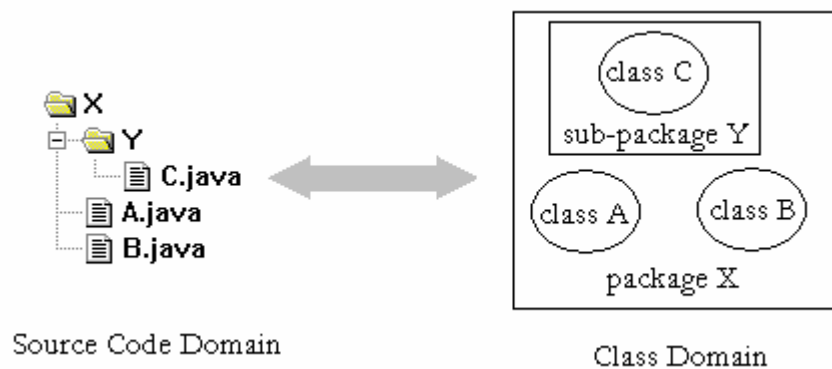 X
Y
C.java
A.java
B.java
Source Code Domain
class C
sub-package Y
class A
class B
package X
Class Domain